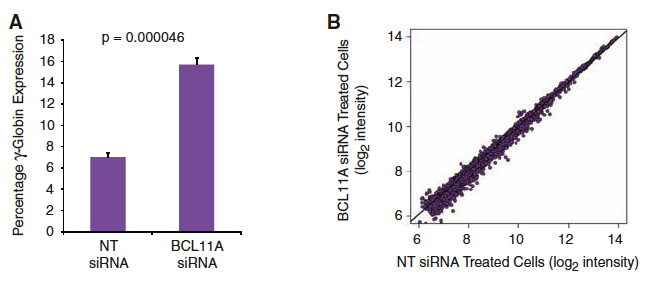 A
p = 0.000046
Percentage γ-Globin Expression
18
16
14
12
10
8
6
4
2
0
NT
siRNA
BCL11A
siRNA
B
BCL11A siRNA Treated Cells
(log2 intensity)
14
12
10
8
6
6 8 10 12 14
NT siRNA Treated Cells (log2 intensity)